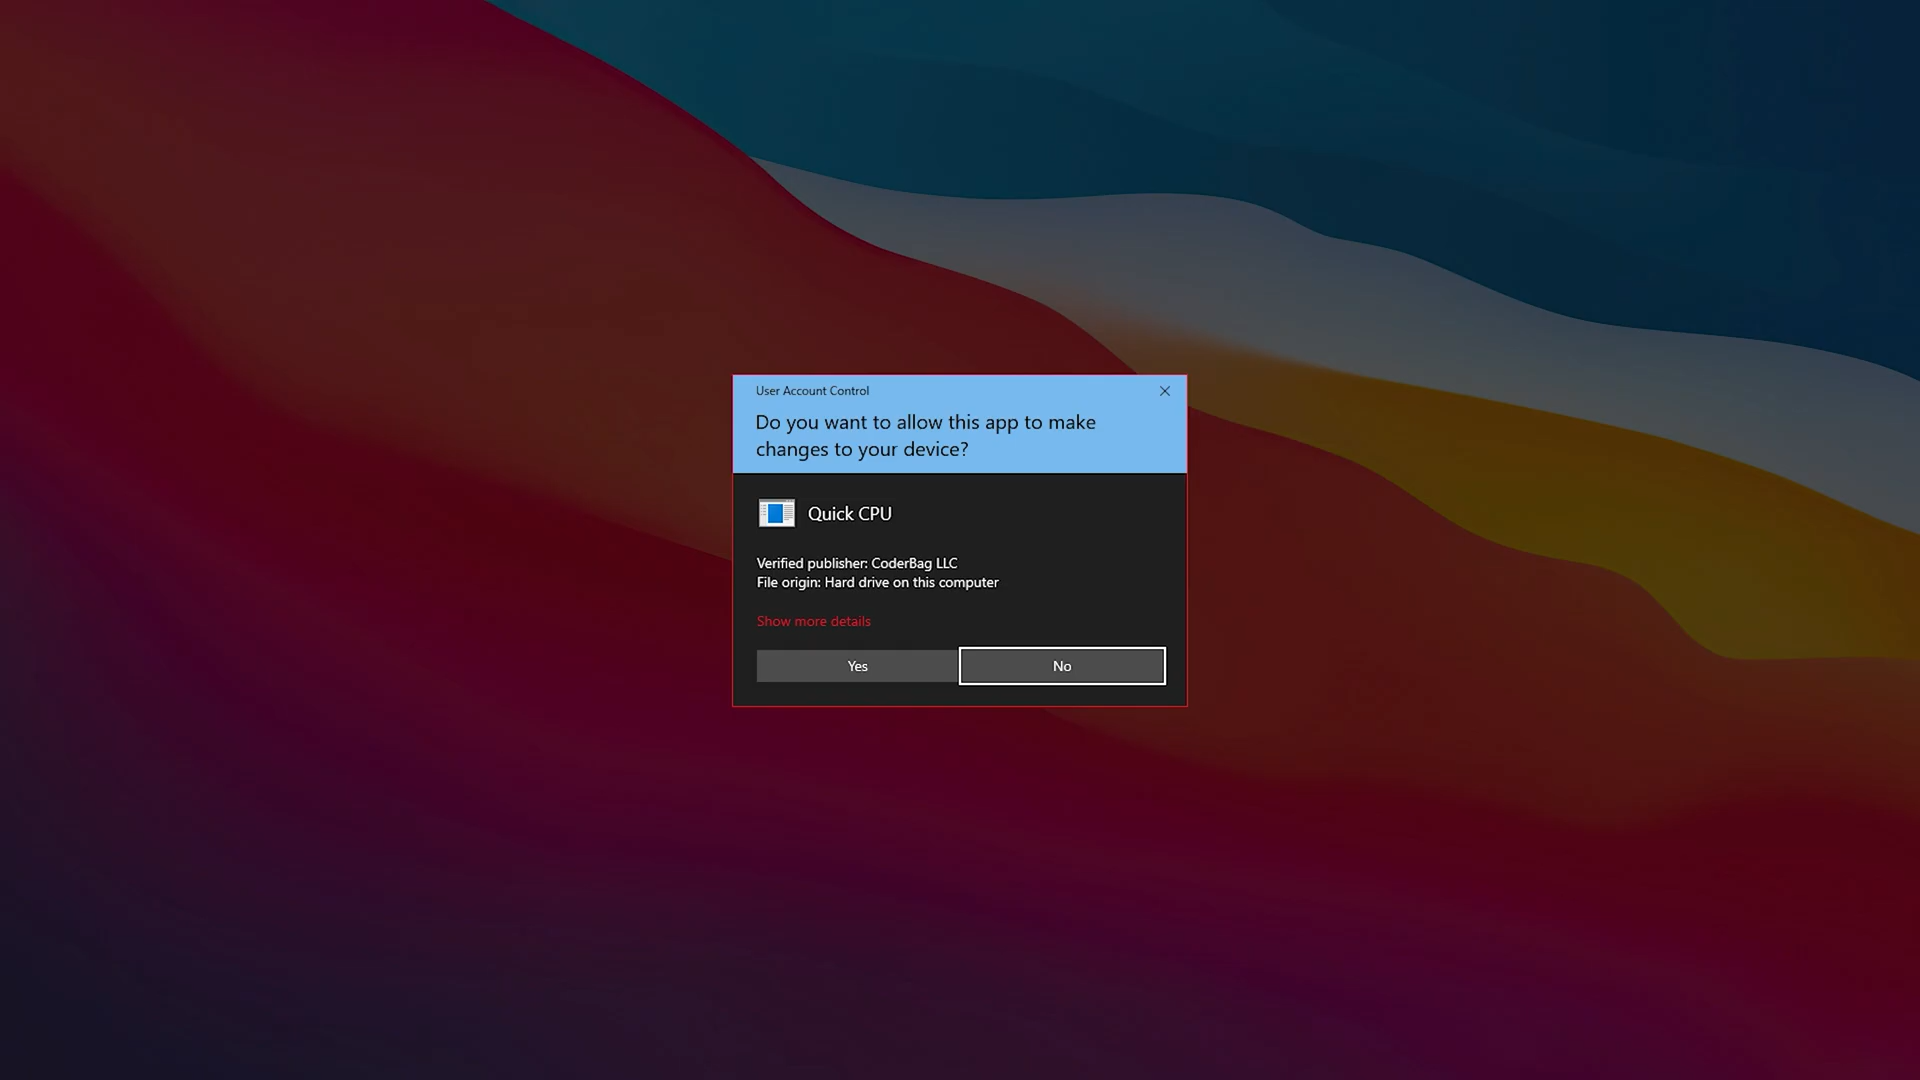 User Account Control
Do you want to allow this app to make
changes to your device?
Quick CPU
Verified publisher: CoderBag LLC
File origin: Hard drive on this computer
Show more details
Yes
No